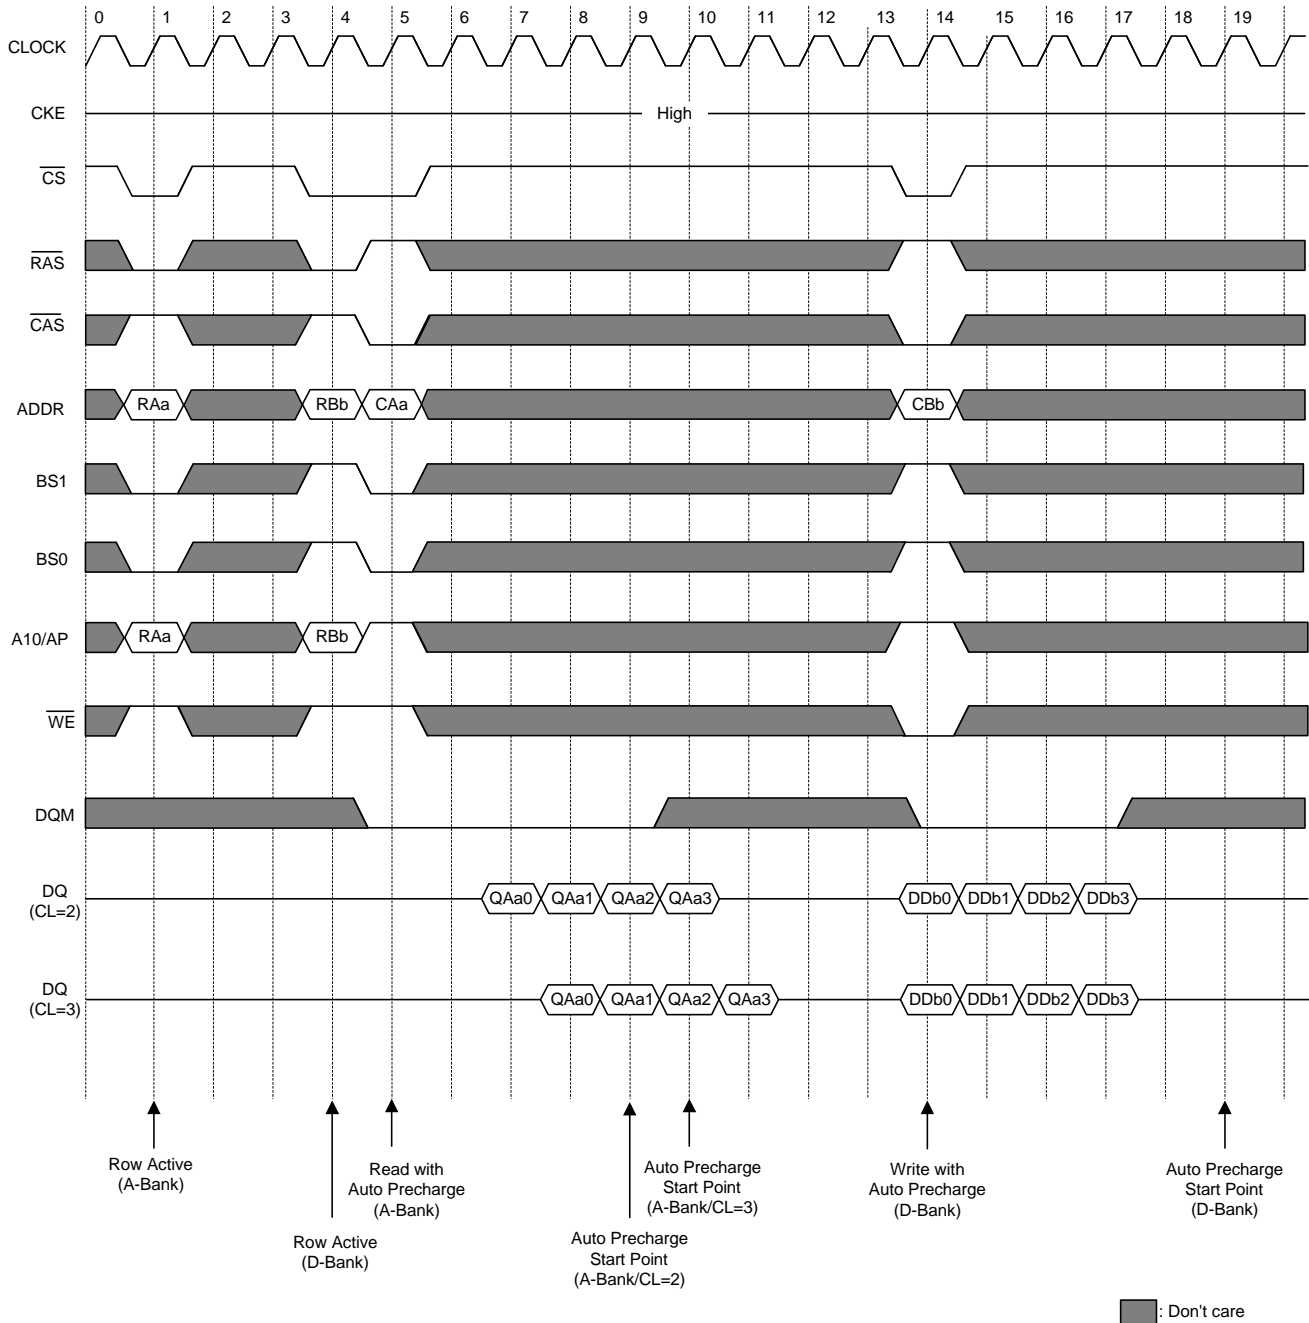 0 1 2 3 4 5 6 7 8 9 10 11 12 13 14 15 16 17 18 19
CLOCK
CKE
High
CS
RAS
CAS
ADDR
RAa RBb CAa CBb
BS1
BS0
A10/AP
RAa RBb
WE
DQM
DQ
(CL=2)
QAa0 QAa1 QAa2 QAa3 DDb0 DDb1 DDb2 DDb3
DQ
(CL=3)
QAa0 QAa1 QAa2 QAa3 DDb0 DDb1 DDb2 DDb3
Row Active
(A-Bank)
Row Active
(D-Bank)
Read with
Auto Precharge
(A-Bank)
Auto Precharge
Start Point
(A-Bank/CL=2)
Auto Precharge
Start Point
(A-Bank/CL=3)
Write with
Auto Precharge
(D-Bank)
Auto Precharge
Start Point
(D-Bank)
: Don't care